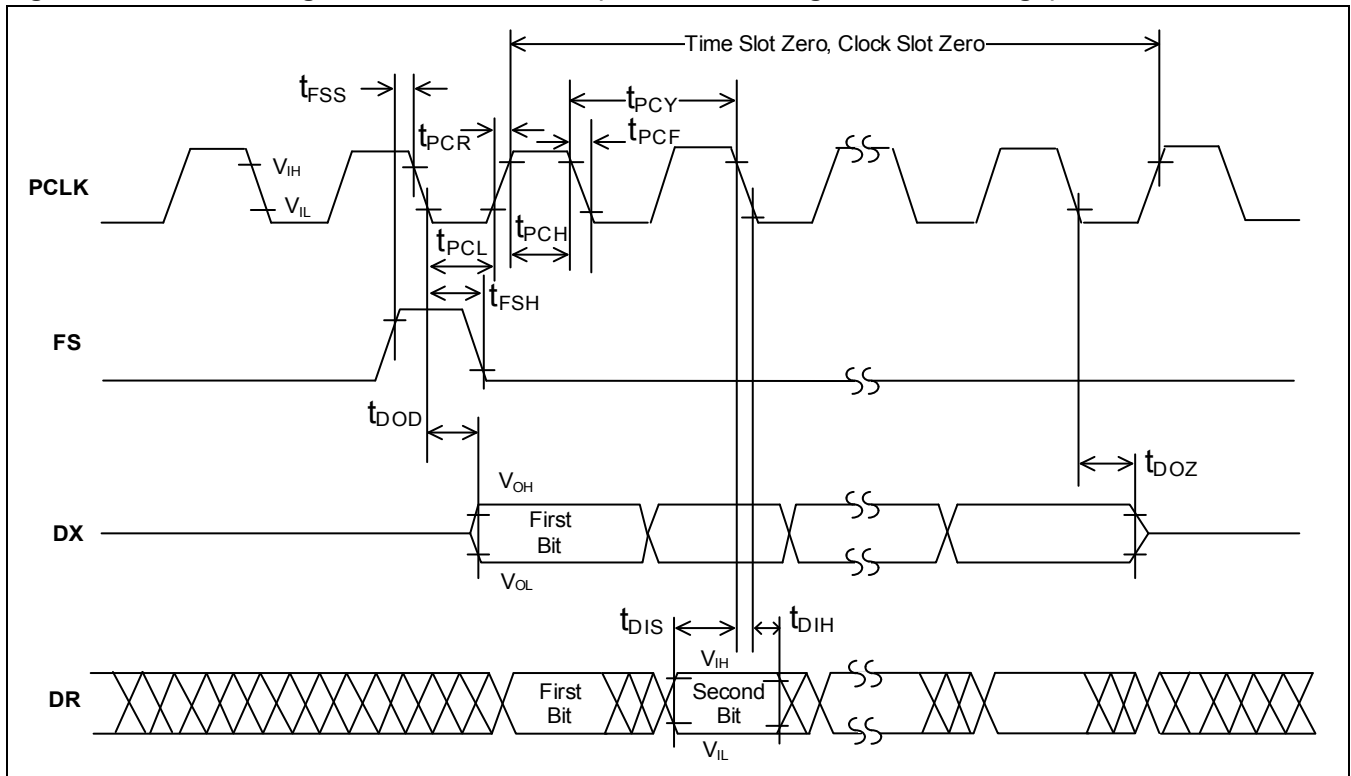 Time Slot Zero, Clock Slot Zero
tFSS
tPCY
tPCR
tPCF
PCLK
VIH
VIL
tPCH
tPCL
tFSH
FS
tDOD
tDOZ
VOH
DX
First
Bit
VOL
tDIS
tDIH
VIH
DR
First
Bit
Second
Bit
VIL